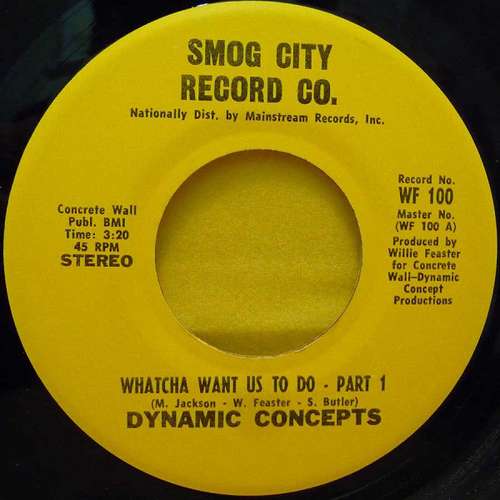 SMOG CITY
RECORD CO.
Nationally Dist. by Mainstream Records, Inc.
Concrete Wall
Publ. BMI
Time: 3:20
45 RPM
STEREO
Record No.
WF 100
Master No.
(WF 100 A)
Produced by
Willie Feaster
for Concrete
Wall-Dynamic
Concept
Productions
WHATCHA WANT US TO DO - PART 1
(M. Jackson - W. Feaster - S. Butler)
DYNAMIC CONCEPTS